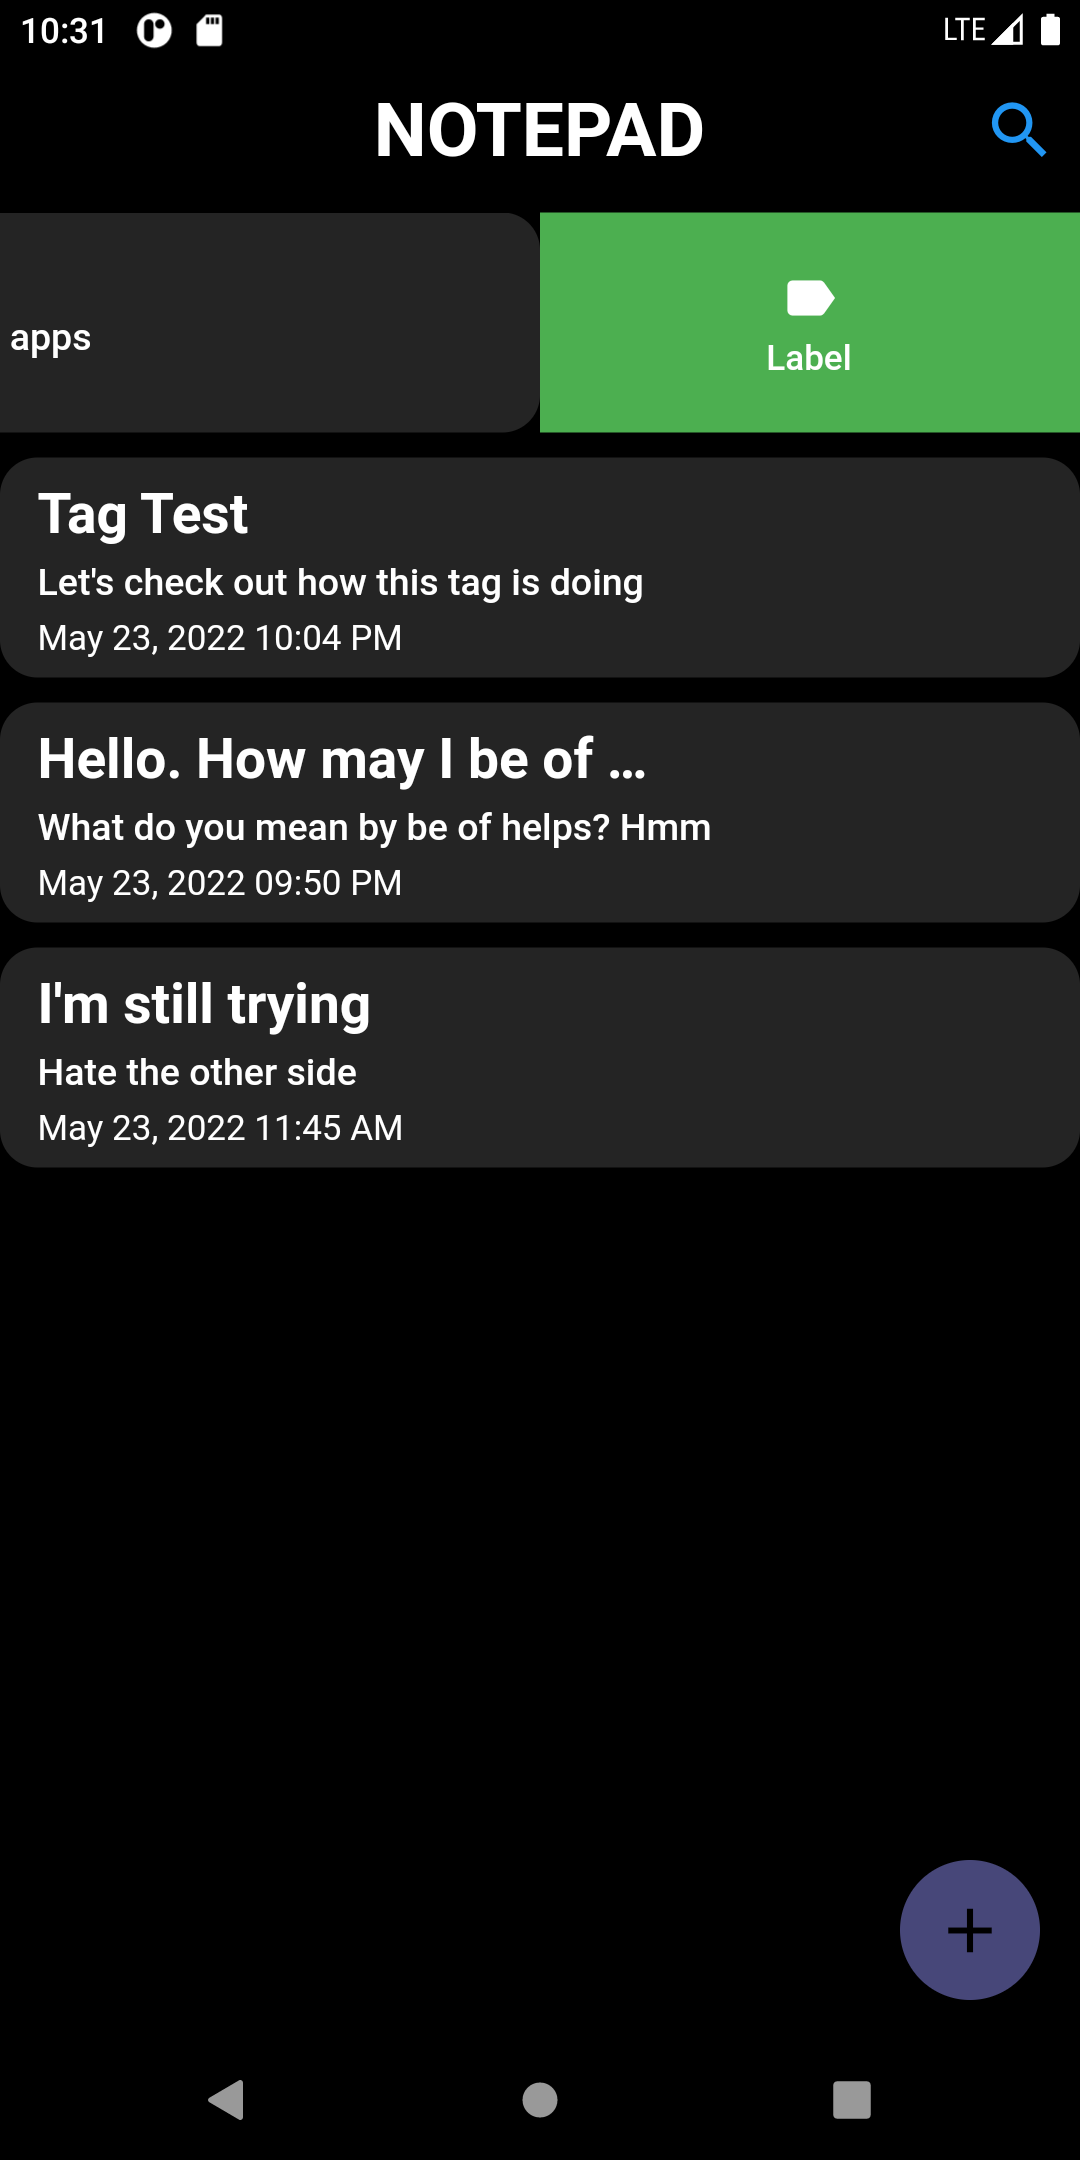 10:31
LTE
NOTEPAD
apps
Label
Tag Test
Let's check out how this tag is doing
May 23, 2022 10:04 PM
Hello. How may I be of ...
What do you mean by be of helps? Hmm
May 23, 2022 09:50 PM
I'm still trying
Hate the other side
May 23, 2022 11:45 AM